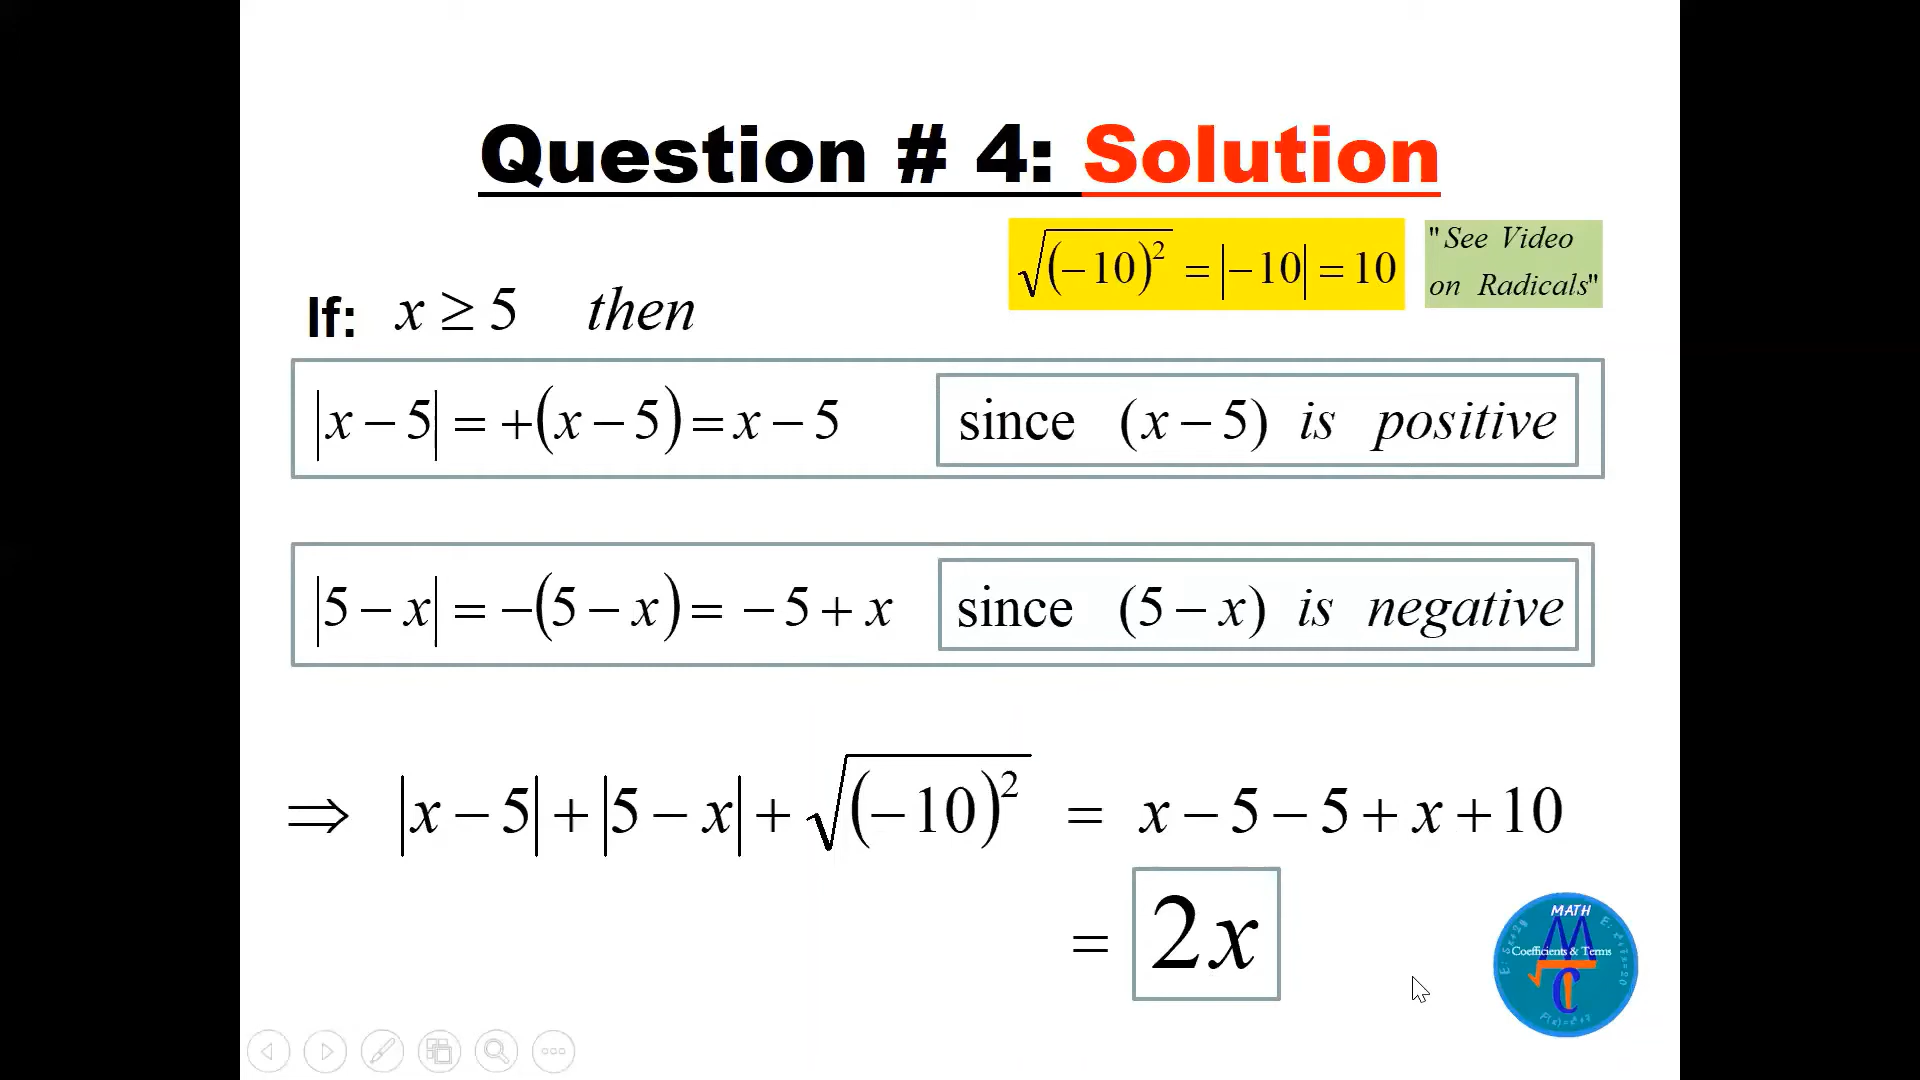 Question # 4: Solution
√(−10)² = |−10| = 10
"See Video
on Radicals"
If: x ≥ 5 then
|x − 5| = +(x − 5) = x − 5 since (x − 5) is positive
|5 − x| = −(5 − x) = −5 + x since (5 − x) is negative
⇒ |x − 5| + |5 − x| + √(−10)² = x − 5 − 5 + x + 10
= 2x
MATH
Coefficients & Terms